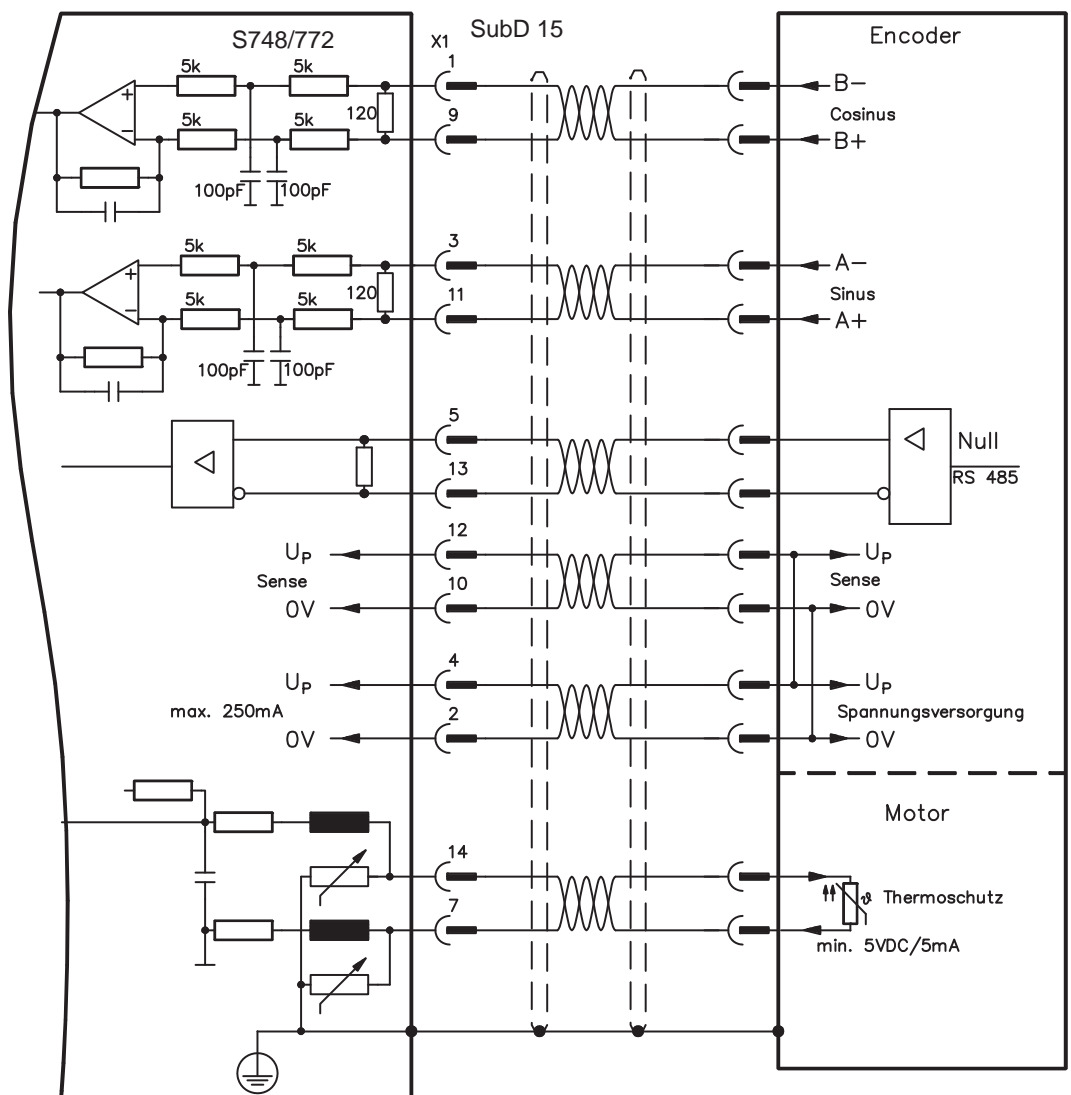 S748/772
X1
SubD 15
Encoder
5k
5k
1
B-
120
Cosinus
5k
5k
9
B+
100pF
100pF
5k
5k
3
A-
120
Sinus
5k
5k
11
A+
100pF
100pF
5
Null
13
RS 485
12
UP
UP
Sense
Sense
10
0V
0V
4
UP
UP
max. 250mA
Spannungsversorgung
2
0V
0V
Motor
14
ϑ Thermoschutz
7
min. 5VDC/5mA